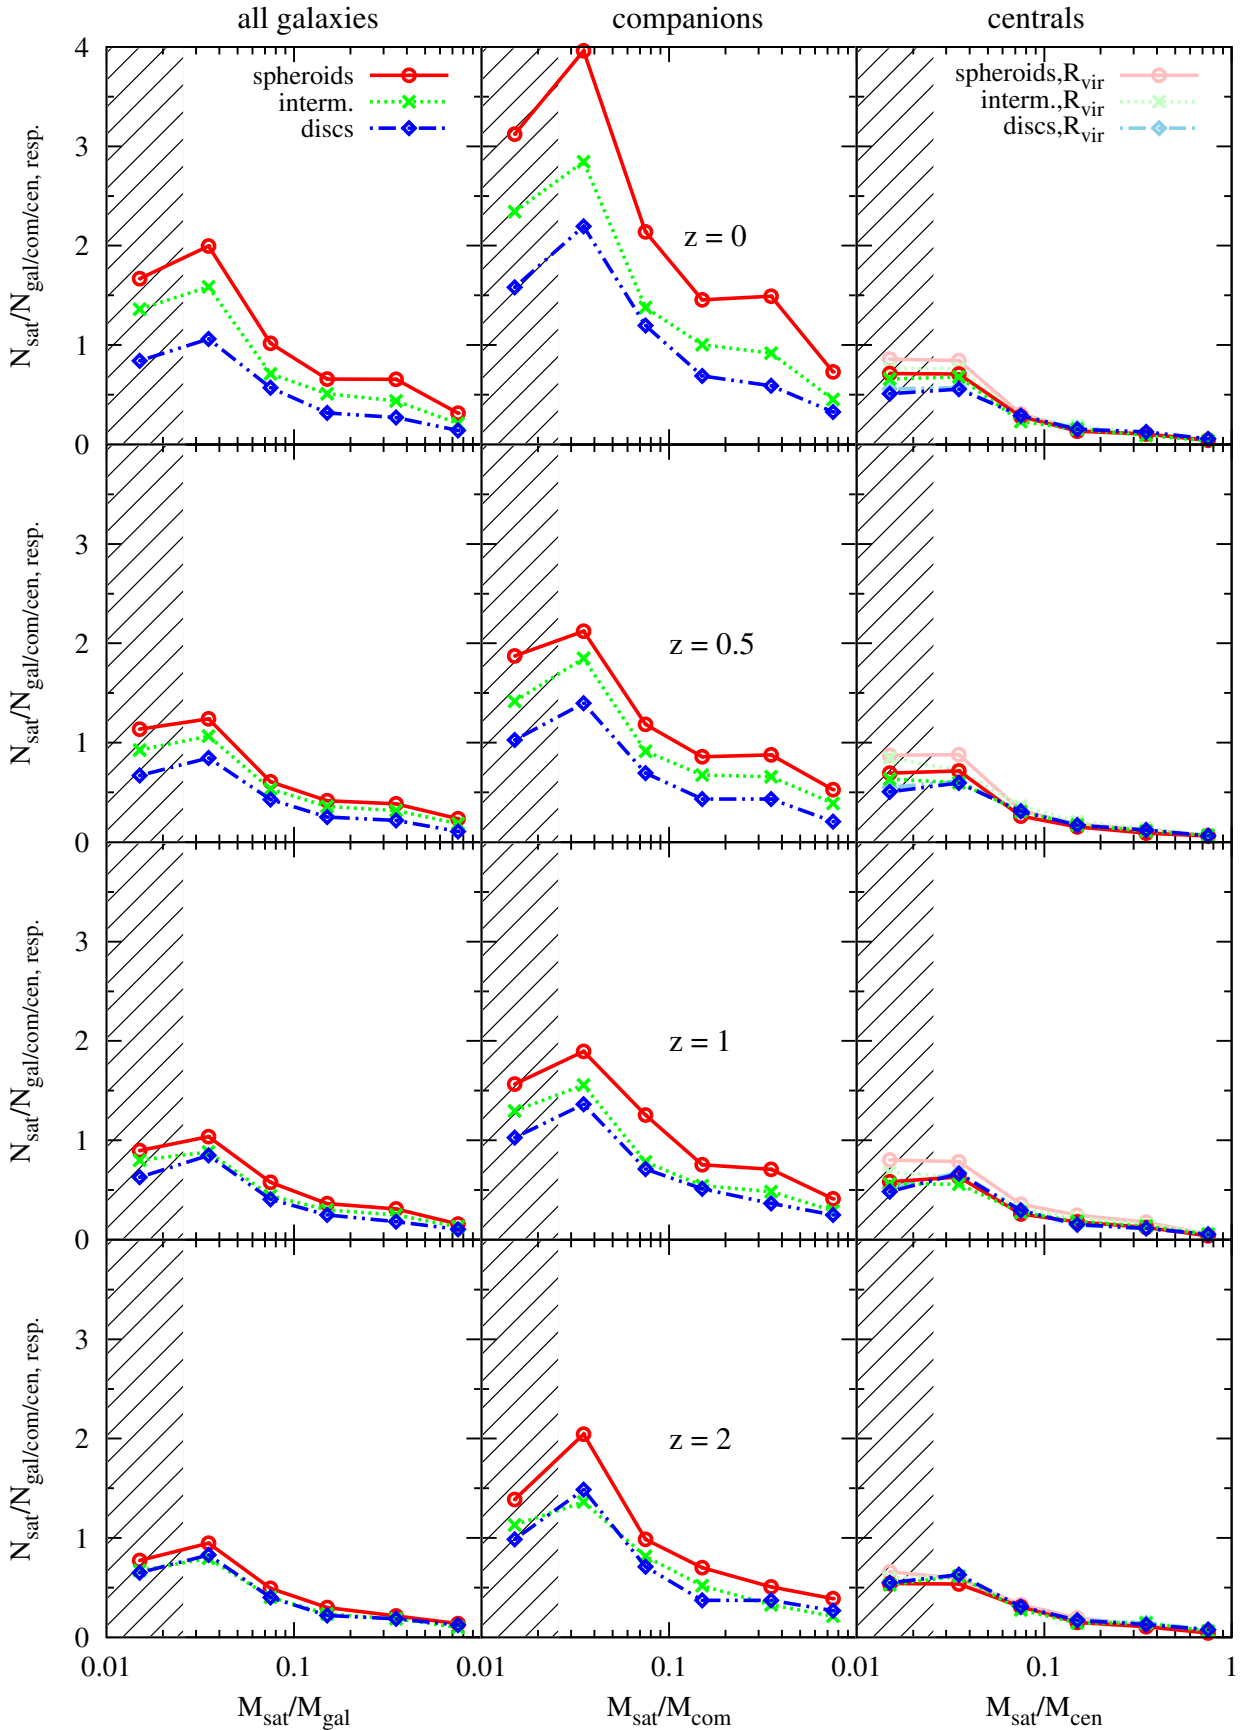 all galaxies companions centrals
4
3
2
1
0
N_sat/N_gal/com/cen, resp.
spheroids
interm.
discs
z = 0
spheroids,R_vir
interm.,R_vir
discs,R_vir
3
2
1
0
N_sat/N_gal/com/cen, resp.
z = 0.5
3
2
1
0
N_sat/N_gal/com/cen, resp.
z = 1
3
2
1
0
N_sat/N_gal/com/cen, resp.
z = 2
0.01 0.1 0.01 0.1 0.01 0.1 1
M_sat/M_gal M_sat/M_com M_sat/M_cen